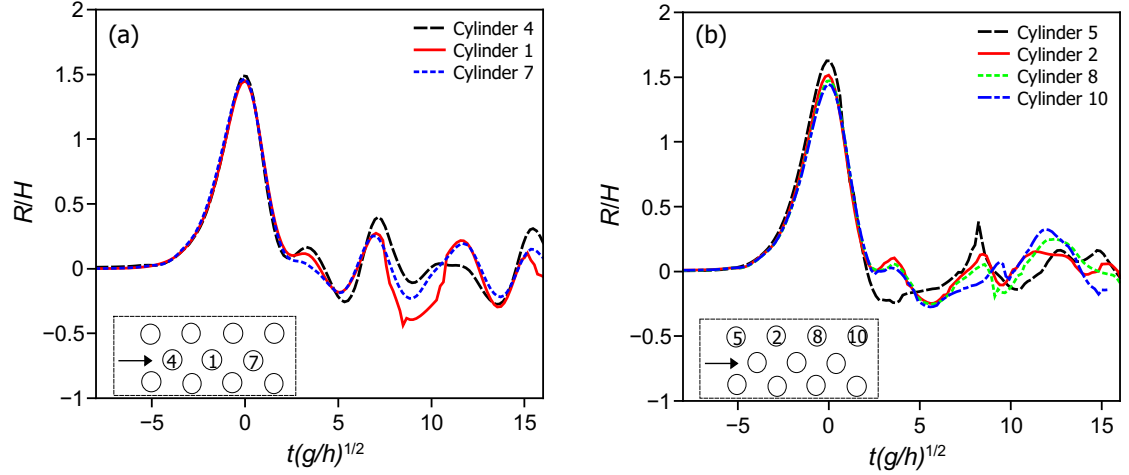 (a)
Cylinder 4
Cylinder 1
Cylinder 7
2
1.5
1
0.5
0
−0.5
−1
R/H
4 1 7
−5 0 5 10 15
t(g/h)^{1/2}
(b)
Cylinder 5
Cylinder 2
Cylinder 8
Cylinder 10
2
1.5
1
0.5
0
−0.5
−1
R/H
5 2 8 10
−5 0 5 10 15
t(g/h)^{1/2}